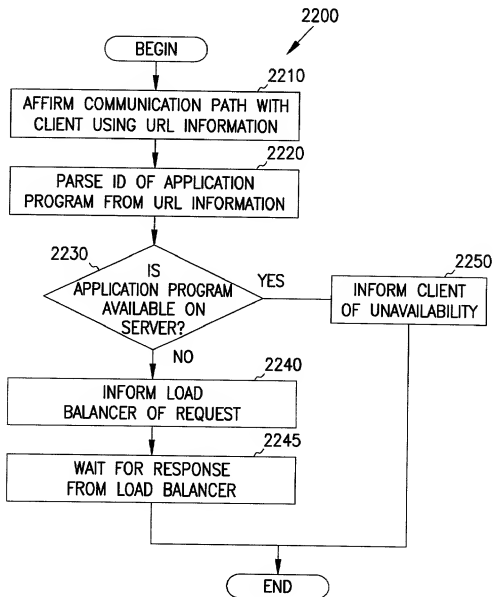 2200
BEGIN
2210
AFFIRM COMMUNICATION PATH WITH
CLIENT USING URL INFORMATION
2220
PARSE ID OF APPLICATION
PROGRAM FROM URL INFORMATION
2230
IS
APPLICATION PROGRAM
AVAILABLE ON
SERVER?
YES
2250
INFORM CLIENT
OF UNAVAILABILITY
NO
2240
INFORM LOAD
BALANCER OF REQUEST
2245
WAIT FOR RESPONSE
FROM LOAD BALANCER
END